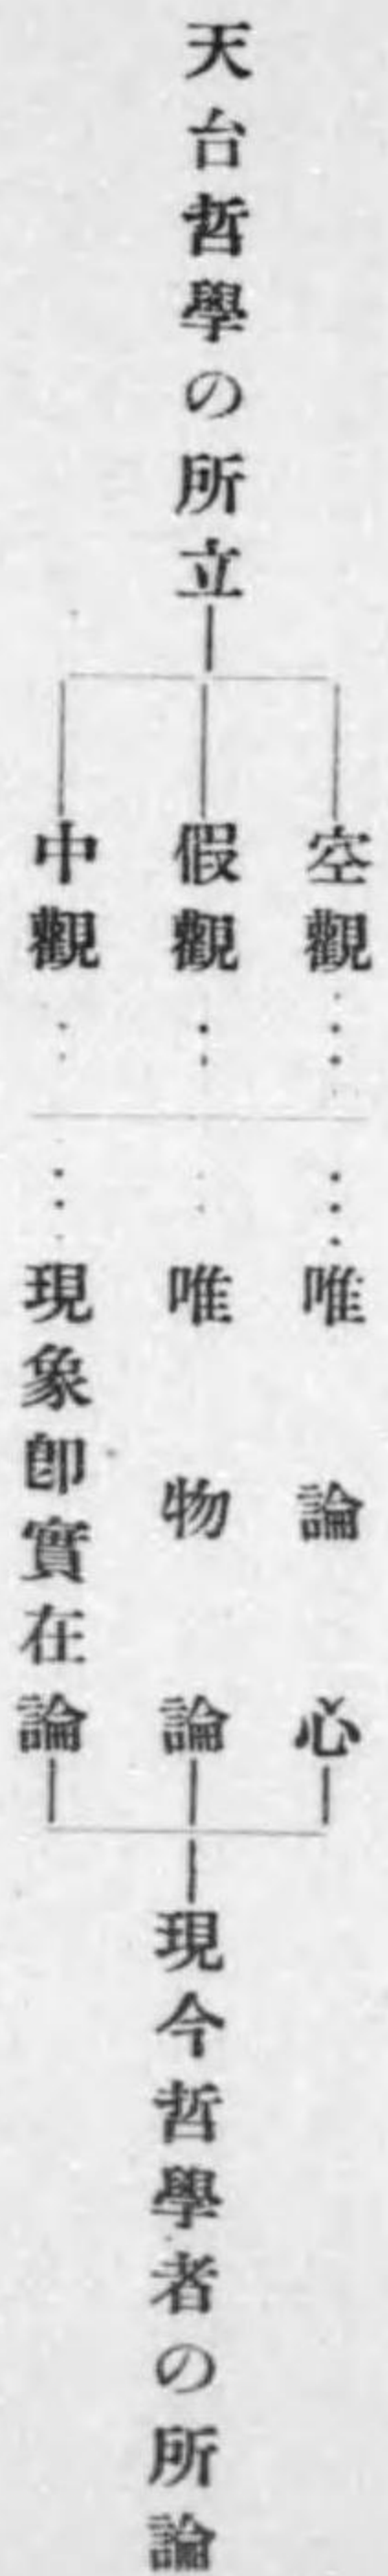 天台哲學の所立
空觀……唯論心
假觀……唯物論
中觀……現象卽實在論
現今哲學者の所論